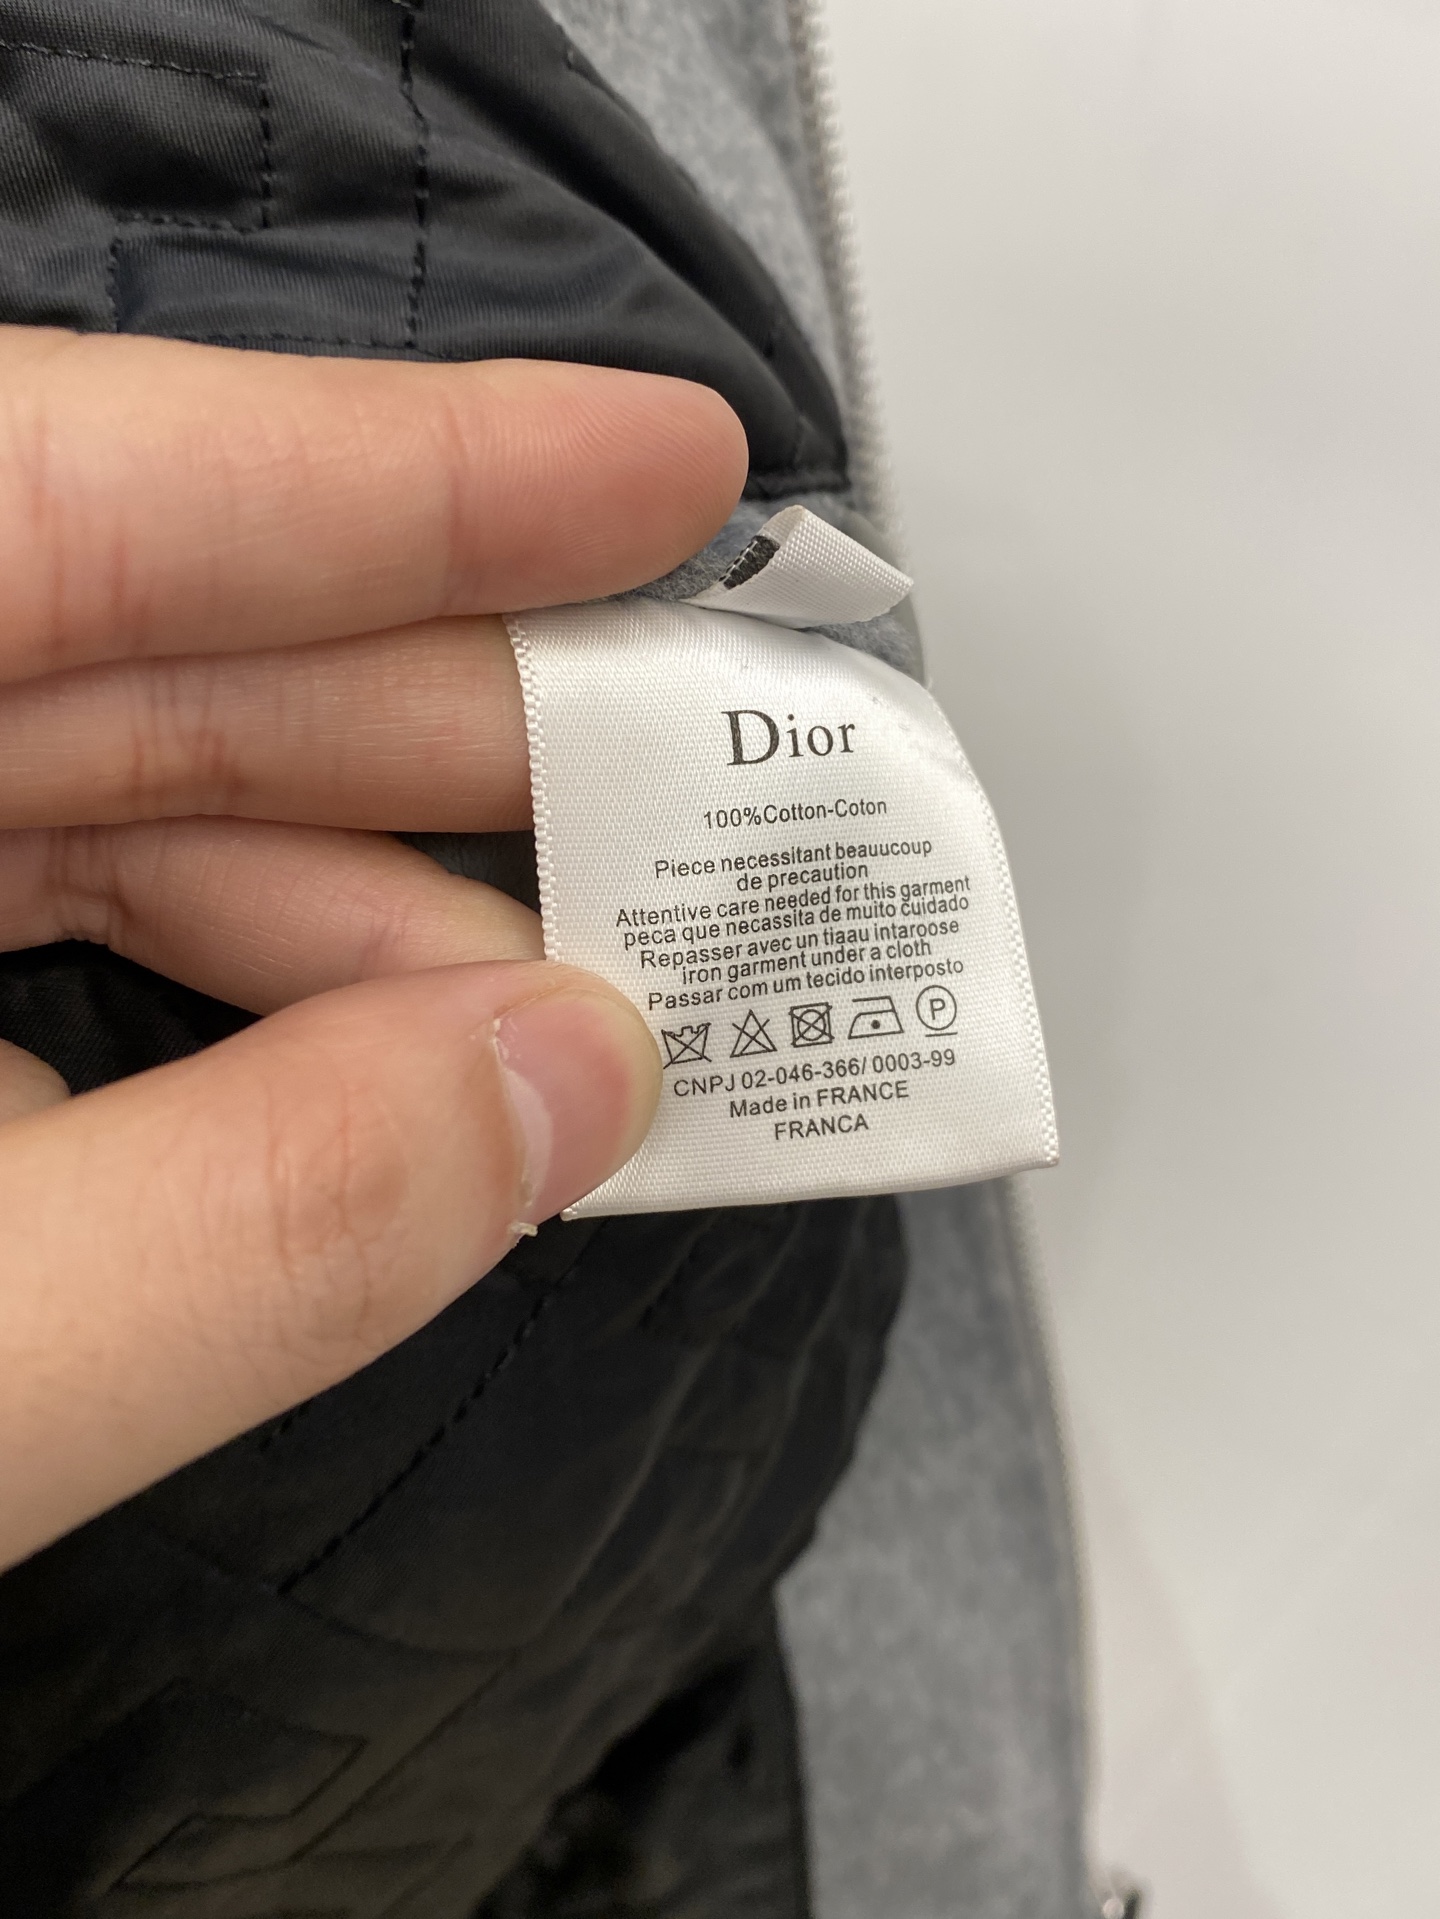 Dior
100%Cotton-Coton
Piece necessitant beauucoup
de precaution
Attentive care needed for this garment
peca que necassita de muito cuidado
Repasser avec un tiaau intaroose
iron garment under a cloth
Passar com um tecido interposto
P
CNPJ 02-046-366/ 0003-99
Made in FRANCE
FRANCA